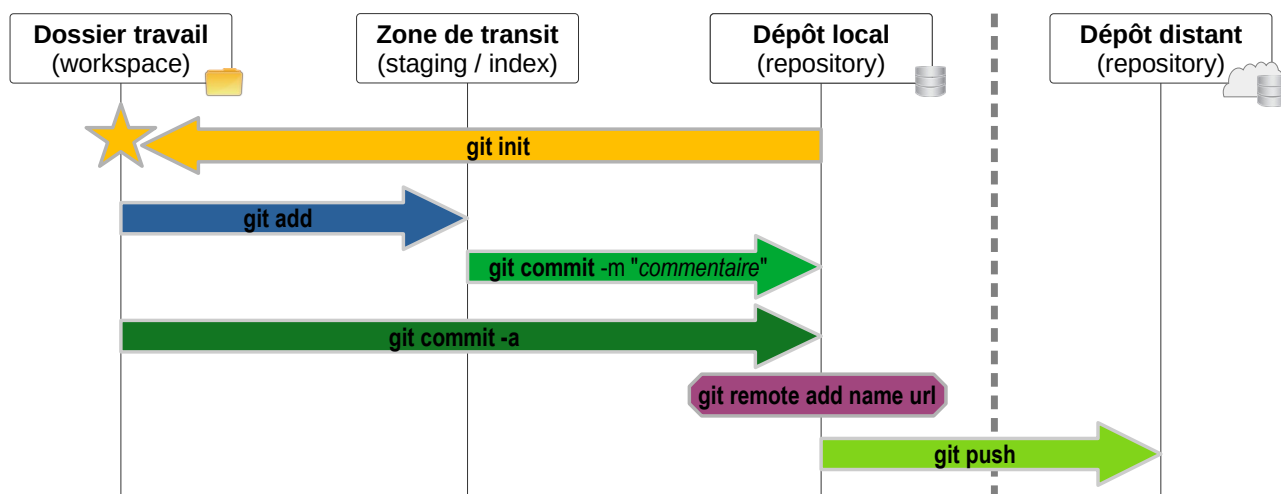 Dossier travail
(workspace)
Zone de transit
(staging / index)
Dépôt local
(repository)
Dépôt distant
(repository)
git init
git add
git commit -m "commentaire"
git commit -a
git remote add name url
git push